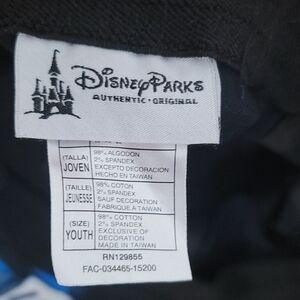 Disney Parks
AUTHENTIC • ORIGINAL
98% ALGODON
(TALLA) 2% SPANDEX
JOVEN EXCEPTO DECORACION
HECHO EN TAIWAN
(TAILLE) 98% COTON
2% SPANDEX
JEUNESSE SAUF DECORATION
FABRIQUE A TAIWAN
(SIZE) 98% COTTON
2% SPANDEX
YOUTH EXCLUSIVE OF
DECORATION
MADE IN TAIWAN
RN129855
FAC-034465-15200